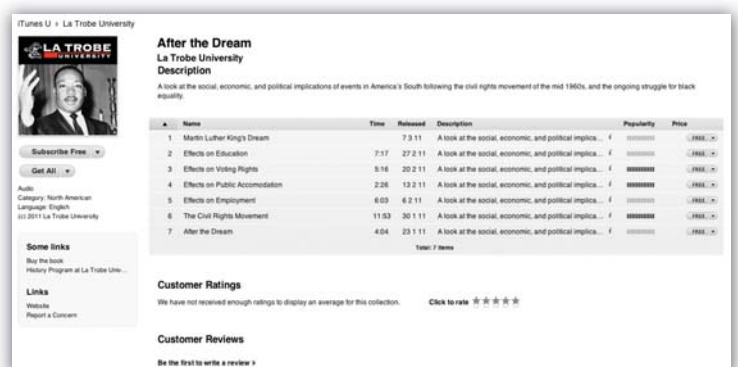 iTunes U › La Trobe University
LA TROBE
UNIVERSITY
After the Dream
La Trobe University
Description
A look at the social, economic, and political implications of events in America's South following the civil rights movement of the mid 1960s, and the ongoing struggle for black
equality.
▲ Name Time Released Description Popularity Price
1 Martin Luther King's Dream 7 3 11 A look at the social, economic, and political implica... FREE
2 Effects on Education 7:17 27 2 11 A look at the social, economic, and political implica... FREE
3 Effects on Voting Rights 5:16 20 2 11 A look at the social, economic, and political implica... FREE
4 Effects on Public Accomodation 2:26 13 2 11 A look at the social, economic, and political implica... FREE
5 Effects on Employment 6:03 6 2 11 A look at the social, economic, and political implica... FREE
6 The Civil Rights Movement 11:53 30 1 11 A look at the social, economic, and political implica... FREE
7 After the Dream 4:04 23 1 11 A look at the social, economic, and political implica... FREE
Total: 7 items
Subscribe Free
Get All
Audio
Category: North American
Language: English
(c) 2011 La Trobe University
Some links
Buy the book
History Program at La Trobe Univ...
Links
Website
Report a Concern
Customer Ratings
We have not received enough ratings to display an average for this collection. Click to rate
Customer Reviews
Be the first to write a review >